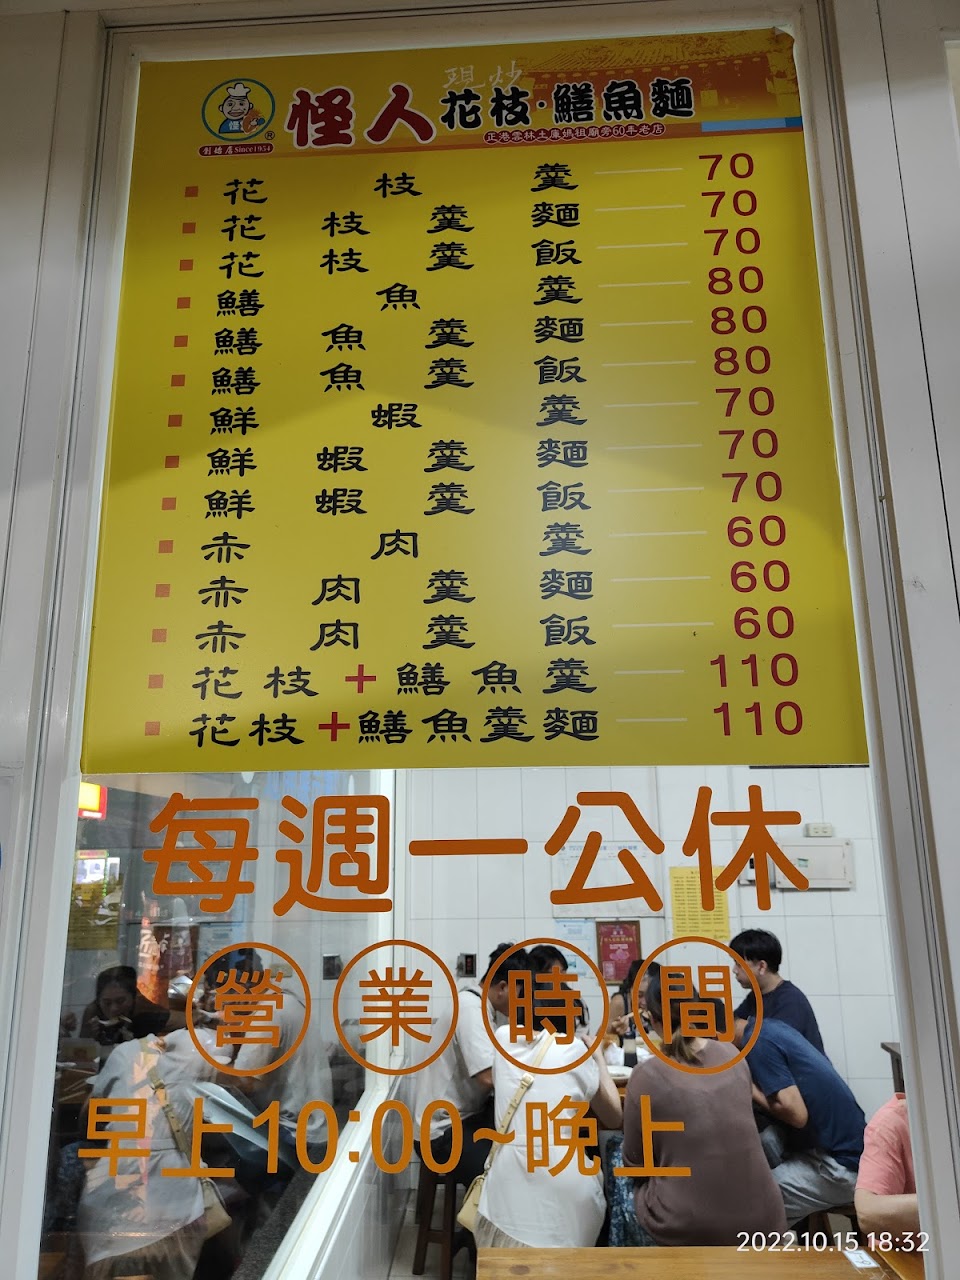 現炒
怪人花枝·鱔魚麵
正港雲林土庫媽祖廟旁60年老店
創始店Since1954
花枝羹 70
花枝羹麵 70
花枝羹飯 70
鱔魚羹 80
鱔魚羹麵 80
鱔魚羹飯 80
鮮蝦羹 70
鮮蝦羹麵 70
鮮蝦羹飯 70
赤肉羹 60
赤肉羹麵 60
赤肉羹飯 60
花枝+鱔魚羹 110
花枝+鱔魚羹麵 110
每週一公休
營業時間
早上10:00~晚上
2022.10.15 18:32